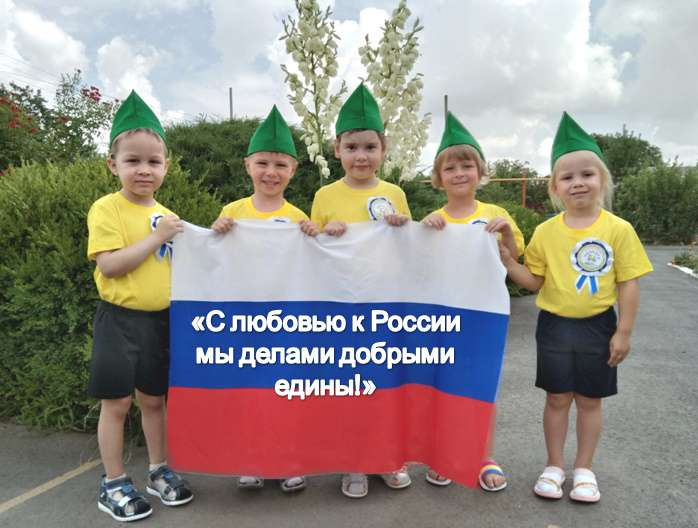 «С любовью к России
мы делами добрыми
едины!»